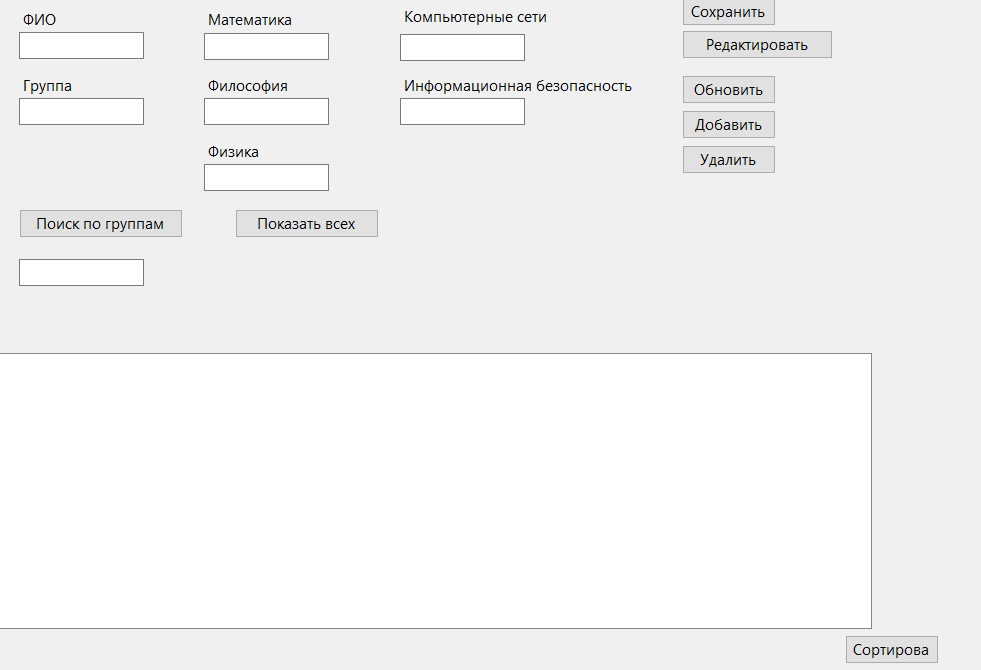 ФИО
Математика
Компьютерные сети
Сохранить
Редактировать
Группа
Философия
Информационная безопасность
Обновить
Добавить
Физика
Удалить
Поиск по группам
Показать всех
Сортирова